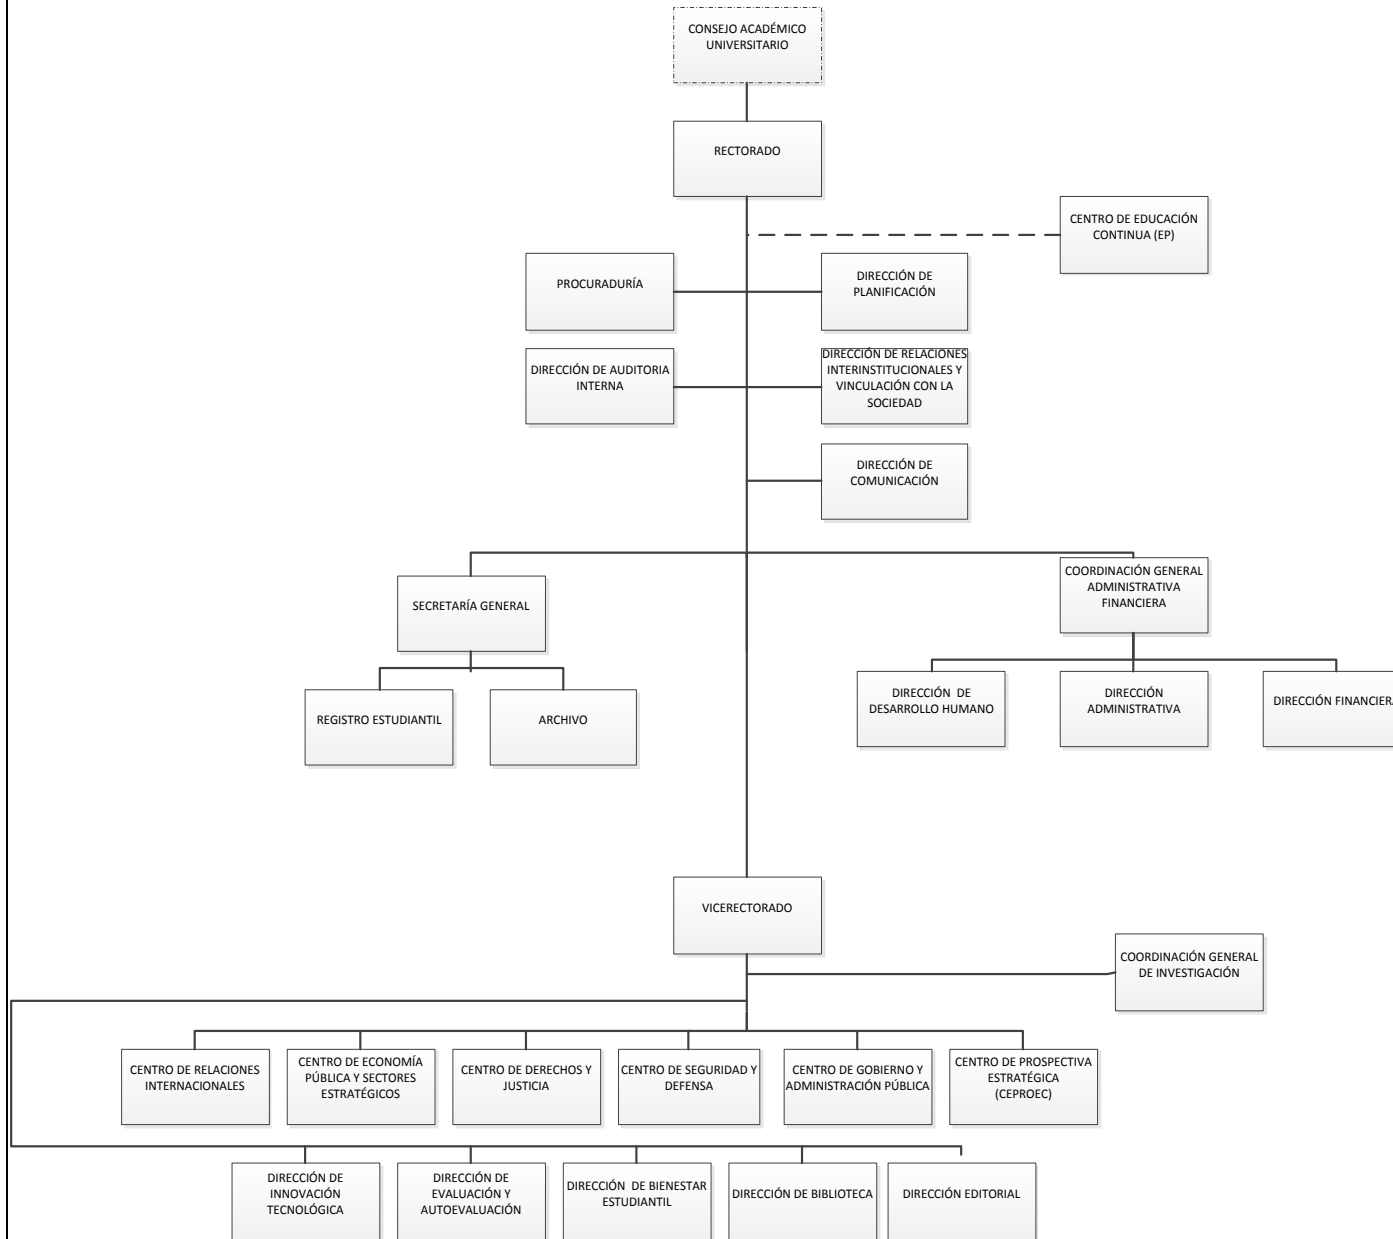 CONSEJO ACADÉMICO
UNIVERSITARIO
RECTORADO
CENTRO DE EDUCACIÓN
CONTINUA (EP)
PROCURADURÍA
DIRECCIÓN DE
PLANIFICACIÓN
DIRECCIÓN DE AUDITORIA
INTERNA
DIRECCIÓN DE RELACIONES
INTERINSTITUCIONALES Y
VINCULACIÓN CON LA
SOCIEDAD
DIRECCIÓN DE
COMUNICACIÓN
SECRETARÍA GENERAL
COORDINACIÓN GENERAL
ADMINISTRATIVA
FINANCIERA
REGISTRO ESTUDIANTIL
ARCHIVO
DIRECCIÓN DE
DESARROLLO HUMANO
DIRECCIÓN
ADMINISTRATIVA
DIRECCIÓN FINANCIERA
VICERECTORADO
COORDINACIÓN GENERAL
DE INVESTIGACIÓN
CENTRO DE RELACIONES
INTERNACIONALES
CENTRO DE ECONOMÍA
PÚBLICA Y SECTORES
ESTRATÉGICOS
CENTRO DE DERECHOS Y
JUSTICIA
CENTRO DE SEGURIDAD Y
DEFENSA
CENTRO DE GOBIERNO Y
ADMINISTRACIÓN PÚBLICA
CENTRO DE PROSPECTIVA
ESTRATÉGICA
(CEPROEC)
DIRECCIÓN DE
INNOVACIÓN
TECNOLÓGICA
DIRECCIÓN DE
EVALUACIÓN Y
AUTOEVALUACIÓN
DIRECCIÓN DE BIENESTAR
ESTUDIANTIL
DIRECCIÓN DE BIBLIOTECA
DIRECCIÓN EDITORIAL